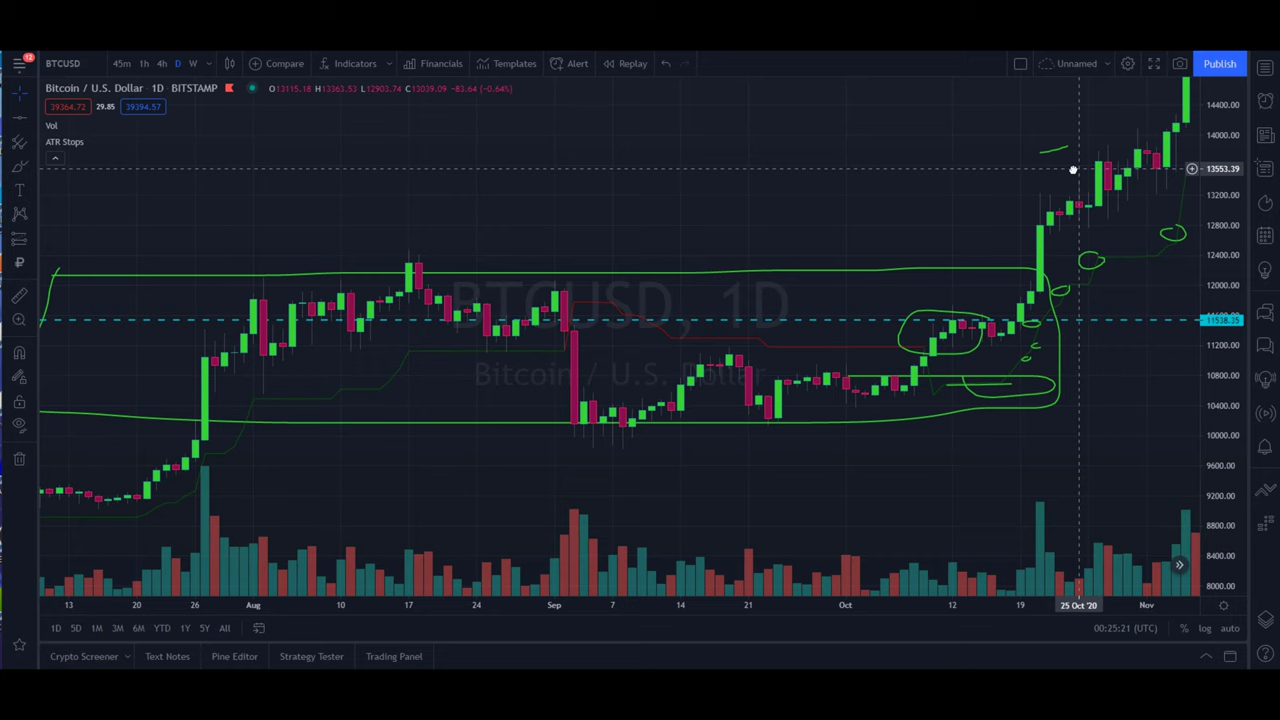 12
BTCUSD 45m 1h 4h D W Compare Indicators Financials Templates Alert Replay Unnamed Publish
Bitcoin / U.S. Dollar · 1D · BITSTAMP O13115.18 H13363.53 L12903.74 C13039.09 −83.64 (−0.64%)
39364.72 29.85 39394.57
Vol
ATR Stops
BTCUSD, 1D
Bitcoin / U.S. Dollar
14400.00
14000.00
13553.39
13200.00
12800.00
12400.00
12000.00
11538.35
11200.00
10800.00
10400.00
10000.00
9600.00
9200.00
8800.00
8400.00
8000.00
13 20 26 Aug 10 17 24 Sep 7 14 21 Oct 12 19 25 Oct '20 Nov
1D 5D 1M 3M 6M YTD 1Y 5Y All 00:25:21 (UTC) % log auto
Crypto Screener Text Notes Pine Editor Strategy Tester Trading Panel